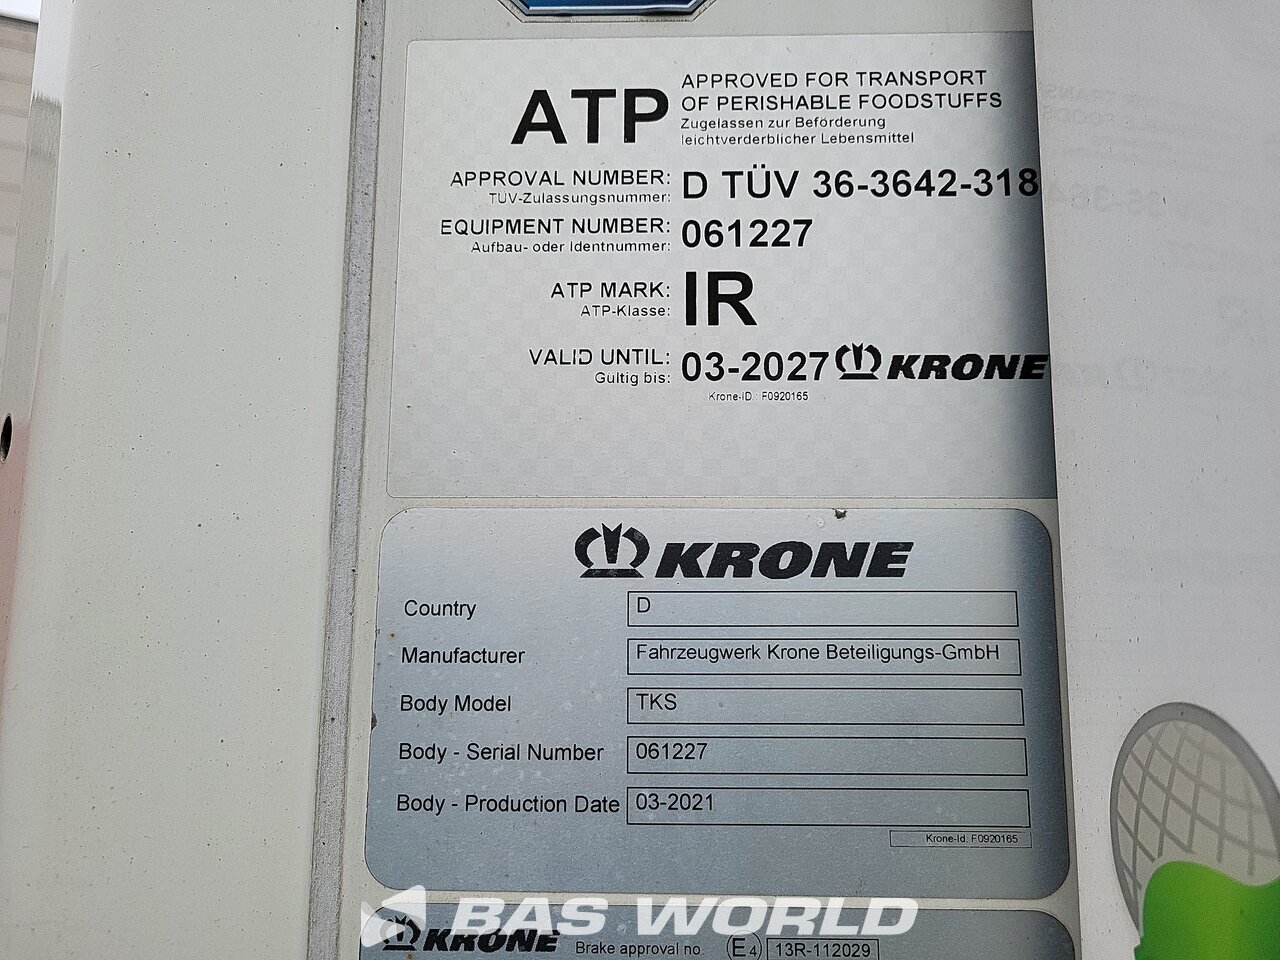 ATP
APPROVED FOR TRANSPORT
OF PERISHABLE FOODSTUFFS
Zugelassen zur Beförderung
leichtverderblicher Lebensmittel
APPROVAL NUMBER: D TÜV 36-3642-318
TÜV-Zulassungsnummer:
EQUIPMENT NUMBER: 061227
Aufbau- oder Identnummer:
ATP MARK: IR
ATP-Klasse:
VALID UNTIL: 03-2027 KRONE
Gültig bis:
Krone-ID.: F0920165
KRONE
Country D
Manufacturer Fahrzeugwerk Krone Beteiligungs-GmbH
Body Model TKS
Body - Serial Number 061227
Body - Production Date 03-2021
Krone-Id: F0920165
BAS WORLD
KRONE Brake approval no. E4 13R-112029